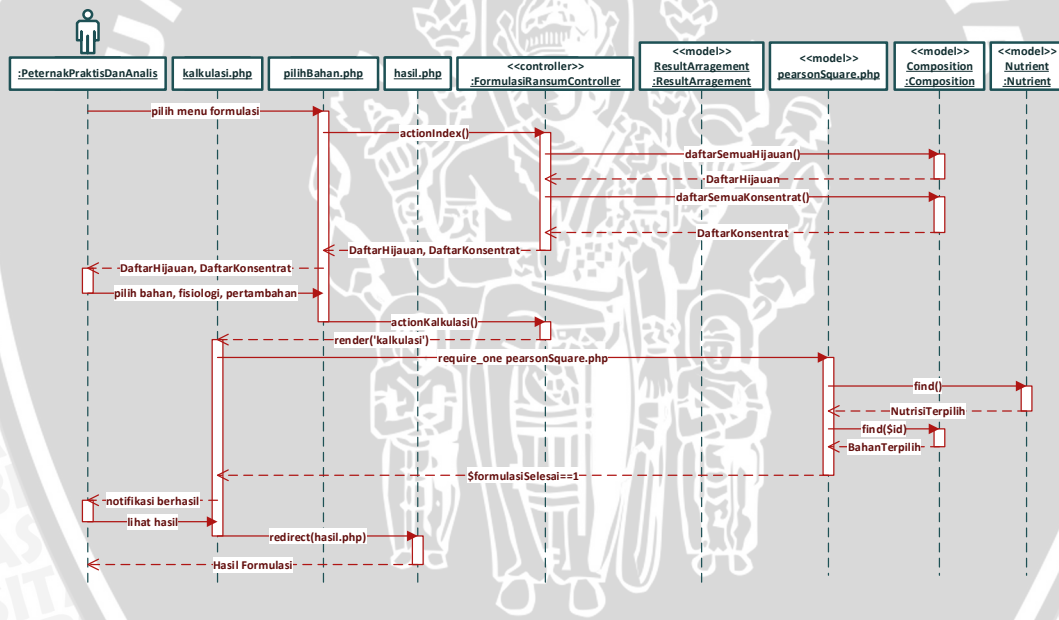 :PeternakPraktisDanAnalis
kalkulasi.php
pilihBahan.php
hasil.php
<<controller>>
:FormulasiRansumController
<<model>>
ResultArragement
:ResultArragement
<<model>>
pearsonSquare.php
<<model>>
Composition
:Composition
<<model>>
Nutrient
:Nutrient
pilih menu formulasi
actionIndex()
daftarSemuaHijauan()
DaftarHijauan
daftarSemuaKonsentrat()
DaftarKonsentrat
DaftarHijauan, DaftarKonsentrat
DaftarHijauan, DaftarKonsentrat
pilih bahan, fisiologi, pertambahan
actionKalkulasi()
render('kalkulasi')
require_one pearsonSquare.php
find()
NutrisiTerpilih
find($id)
BahanTerpilih
$formulasiSelesai==1
notifikasi berhasil
lihat hasil
redirect(hasil.php)
Hasil Formulasi